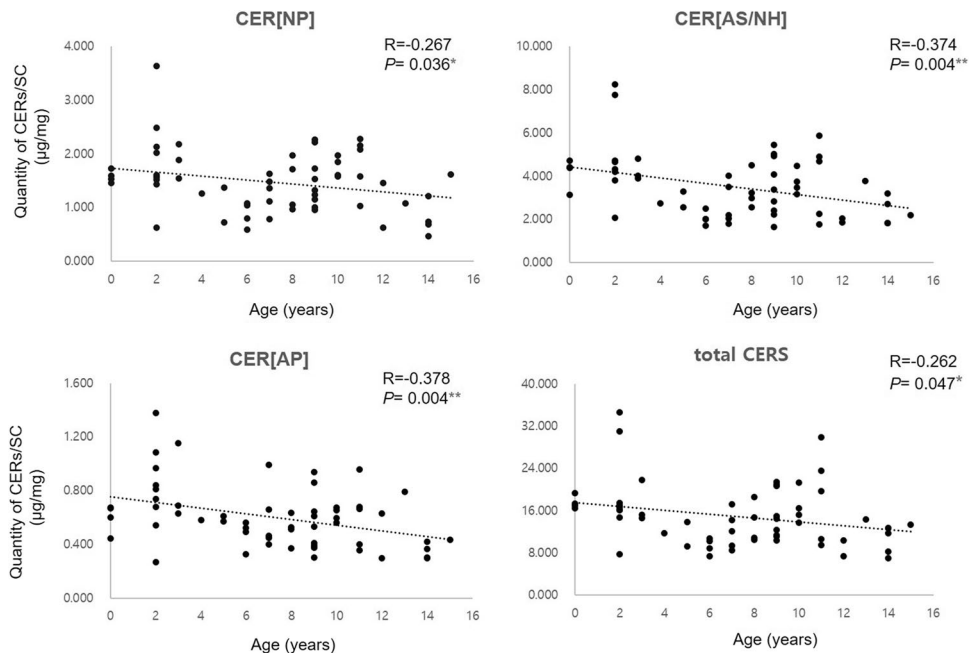 CER[NP]
R=-0.267
P= 0.036*
Quantity of CERs/SC
(µg/mg)
4.000
3.000
2.000
1.000
0.000
0 2 4 6 8 10 12 14 16
Age (years)
CER[AS/NH]
R=-0.374
P= 0.004**
10.000
8.000
6.000
4.000
2.000
0.000
0 2 4 6 8 10 12 14 16
Age (years)
CER[AP]
R=-0.378
P= 0.004**
Quantity of CERs/SC
(µg/mg)
1.600
1.200
0.800
0.400
0.000
0 2 4 6 8 10 12 14 16
Age (years)
total CERS
R=-0.262
P= 0.047*
40.000
32.000
24.000
16.000
8.000
0.000
0 2 4 6 8 10 12 14 16
Age (years)